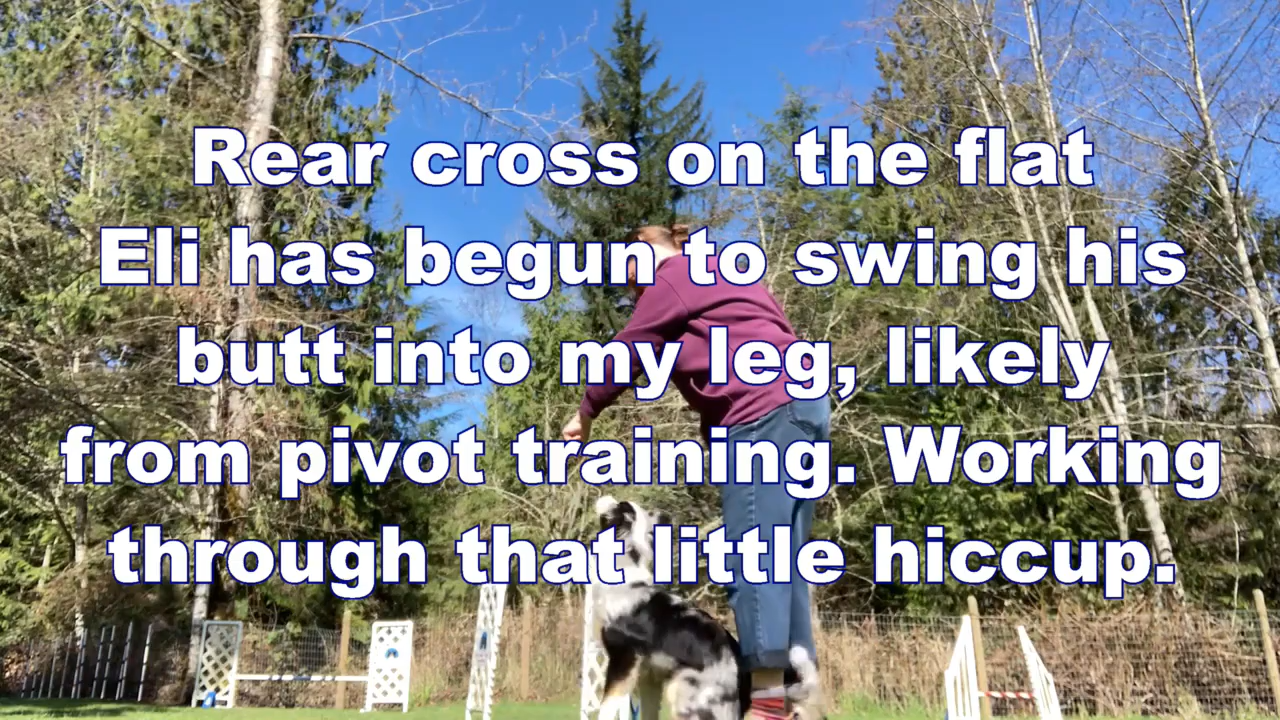 Rear cross on the flat
Eli has begun to swing his
butt into my leg, likely
from pivot training. Working
through that little hiccup.